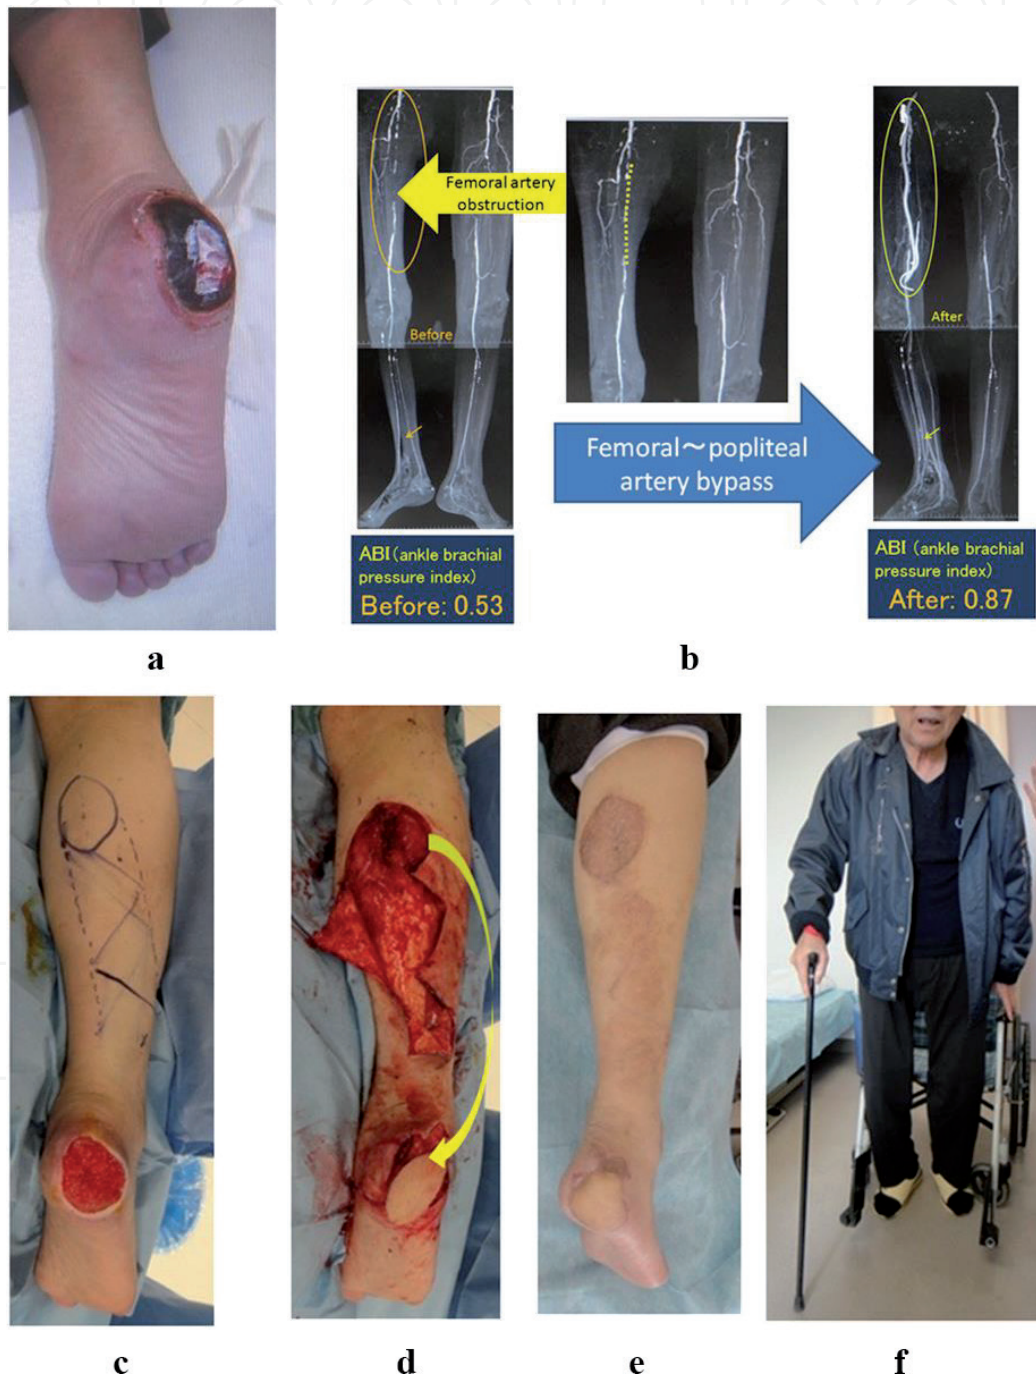 Femoral artery
obstruction
Before
After
Femoral～popliteal
artery bypass
ABI(ankle brachial
pressure index)
Before: 0.53
ABI (ankle brachial
pressure index)
After: 0.87
a
b
c
d
e
f